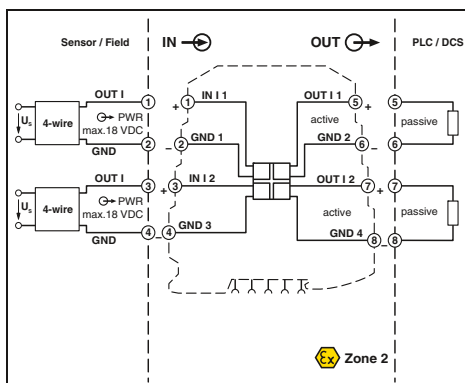 Sensor / Field IN OUT PLC / DCS
OUT I 1 + 1 IN I 1 OUT I 1 5 + 5
U S 4-wire PWR max.18 VDC active passive
GND 2 – 2 GND 1 GND 2 6 – 6
OUT I 3 + 3 IN I 2 OUT I 2 7 + 7
U S 4-wire PWR max.18 VDC active passive
GND 4 – 4 GND 3 GND 4 8 – 8
Ex Zone 2